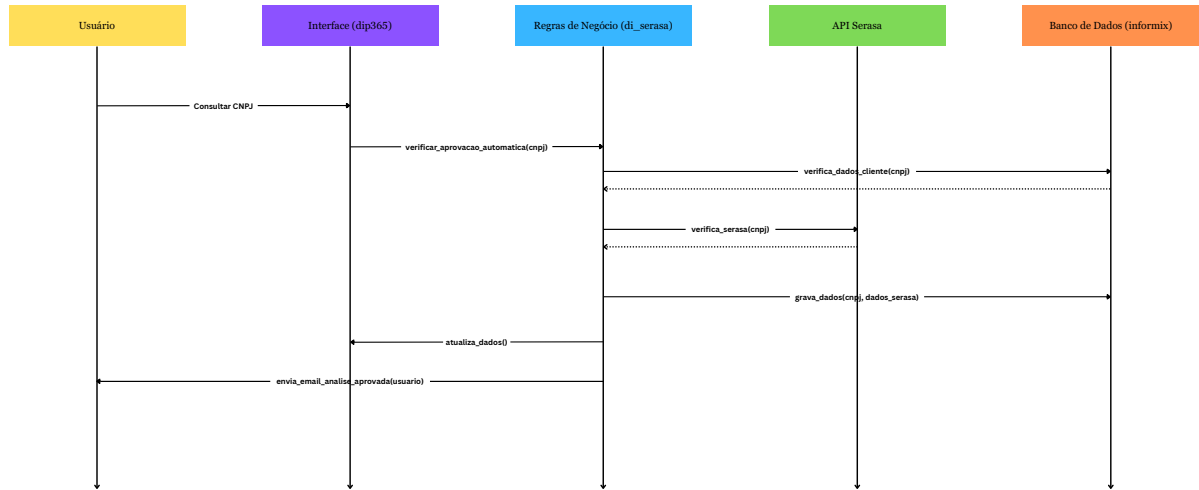 Usuário
Interface (dip365)
Regras de Negócio (di_serasa)
API Serasa
Banco de Dados (informix)
Consultar CNPJ
verificar_aprovacao_automatica(cnpj)
verifica_dados_cliente(cnpj)
verifica_serasa(cnpj)
grava_dados(cnpj, dados_serasa)
atualiza_dados()
envia_email_analise_aprovada(usuario)